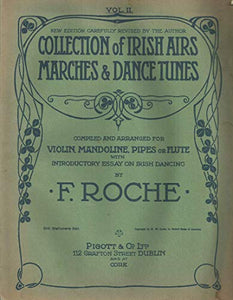 VOL. II.
NEW EDITION CAREFULLY REVISED BY THE AUTHOR
COLLECTION of IRISH AIRS
MARCHES & DANCE TUNES
COMPILED AND ARRANGED FOR
VIOLIN, MANDOLINE, PIPES or FLUTE
WITH
INTRODUCTORY ESSAY ON IRISH DANCING
BY
· F. ROCHE ·
PIGOTT & Co. LTD
112 GRAFTON STREET DUBLIN
AND AT
CORK